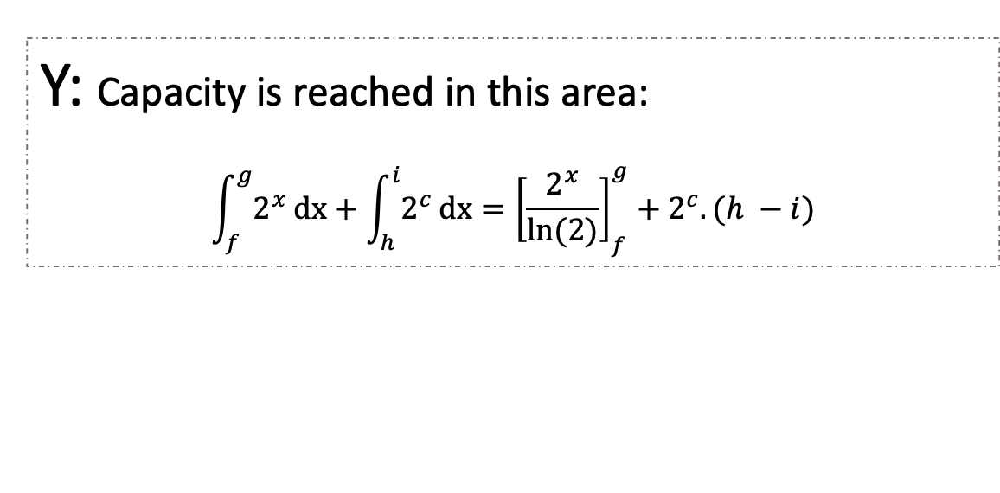 Y: Capacity is reached in this area:
∫_f^g 2^x dx + ∫_h^i 2^c dx = [2^x / ln(2)]_f^g + 2^c.(h − i)